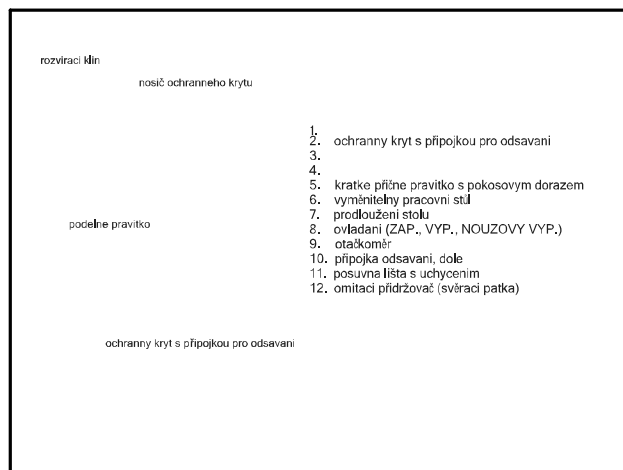 rozviraci klin
nosič ochranneho krytu
1.
2. ochranny kryt s připojkou pro odsavani
3.
4.
5. kratke přične pravitko s pokosovym dorazem
6. vyměnitelny pracovni stůl
7. prodlouženi stolu
8. ovladani (ZAP., VYP., NOUZOVY VYP.)
9. otačkoměr
10. připojka odsavani, dole
11. posuvna lišta s uchycenim
12. omitaci přidržovač (svěraci patka)
podelne pravitko
ochranny kryt s připojkou pro odsavani